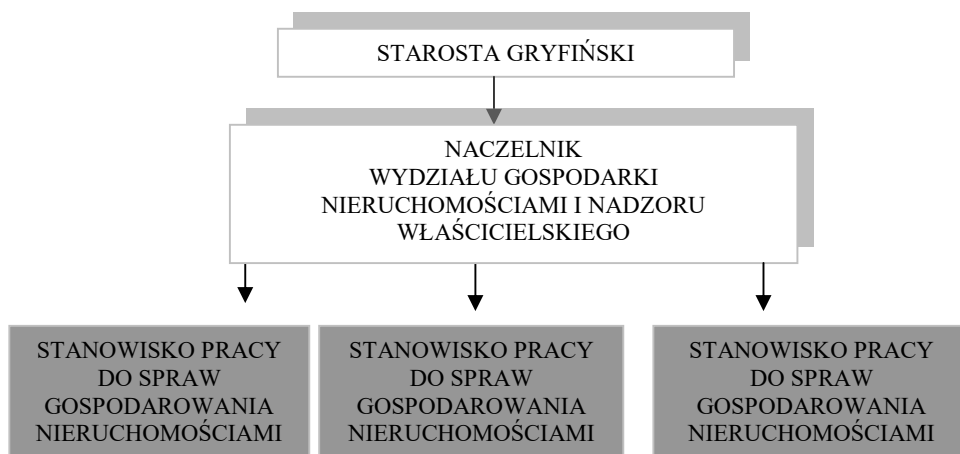 STAROSTA GRYFIŃSKI
NACZELNIK
WYDZIAŁU GOSPODARKI
NIERUCHOMOŚCIAMI I NADZORU
WŁAŚCICIELSKIEGO
STANOWISKO PRACY
DO SPRAW
GOSPODAROWANIA
NIERUCHOMOŚCIAMI
STANOWISKO PRACY
DO SPRAW
GOSPODAROWANIA
NIERUCHOMOŚCIAMI
STANOWISKO PRACY
DO SPRAW
GOSPODAROWANIA
NIERUCHOMOŚCIAMI